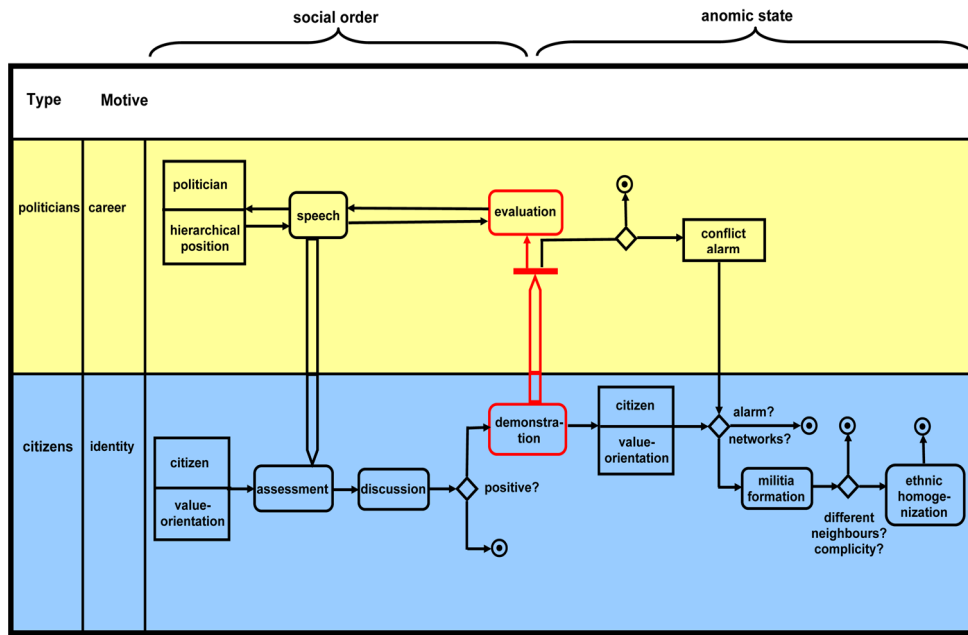 social order
anomic state
Type
Motive
politicians
career
politician
hierarchical
position
speech
evaluation
conflict
alarm
citizens
identity
citizen
value-
orientation
assessment
discussion
positive?
demonstra-
tion
citizen
value-
orientation
alarm?
networks?
militia
formation
different
neighbours?
complicity?
ethnic
homoge-
nization